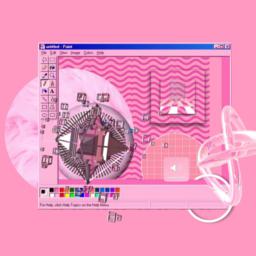 untitled - Paint
File Edit View Image Colors Help
For Help, click Help Topics on the Help Menu.